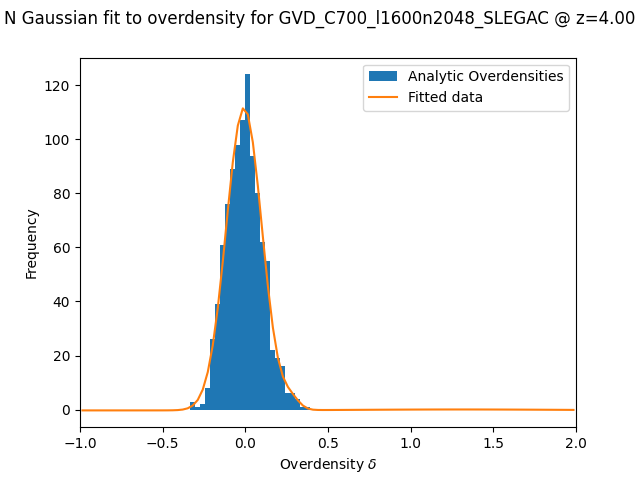 N Gaussian fit to overdensity for GVD_C700_l1600n2048_SLEGAC @ z=4.00
Analytic Overdensities
Fitted data
120
100
80
60
40
20
0
Frequency
−1.0 −0.5 0.0 0.5 1.0 1.5 2.0
Overdensity δ